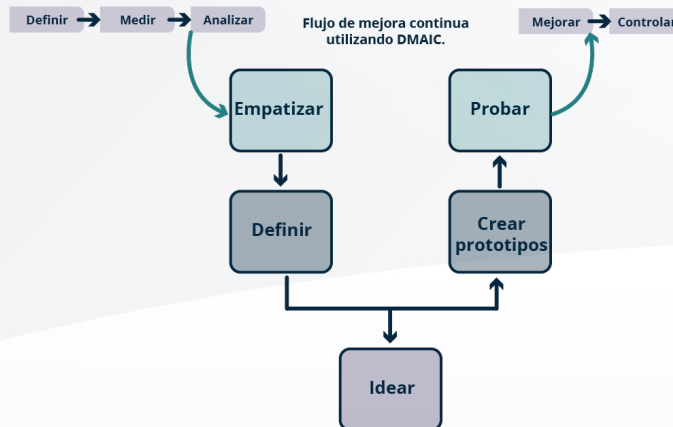 Definir
Medir
Analizar
Flujo de mejora continua
utilizando DMAIC.
Mejorar
Controlar
Empatizar
Probar
Definir
Crear
prototipos
Idear